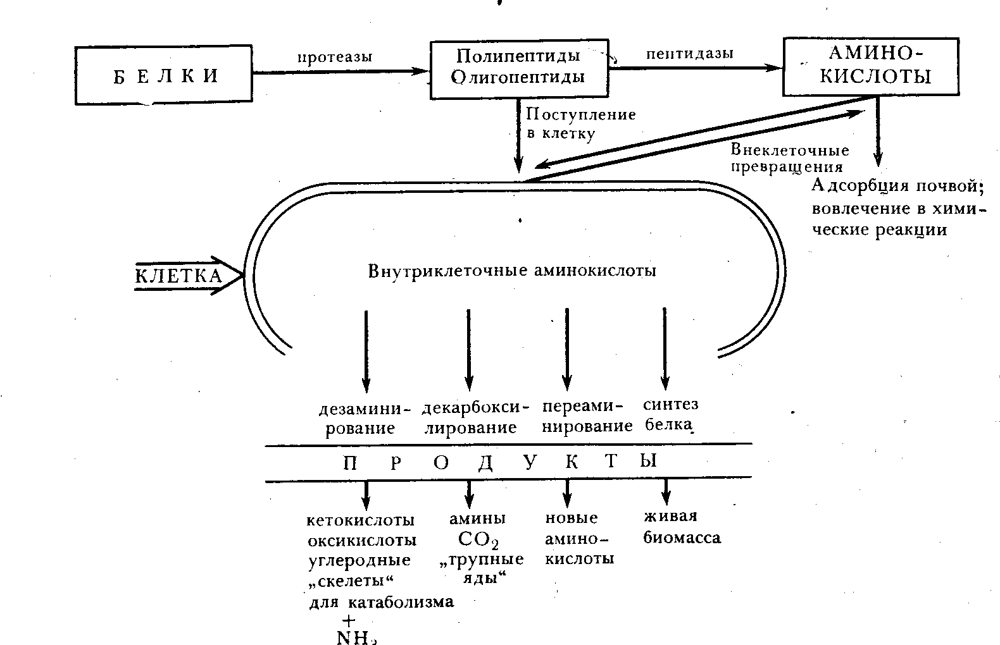 БЕЛКИ
протеазы
Полипептиды
Олигопептиды
пептидазы
АМИНО-
КИСЛОТЫ
Поступление
в клетку
Внеклеточные
превращения
Адсорбция почвой;
вовлечение в хими-
ческие реакции
КЛЕТКА
Внутриклеточные аминокислоты
дезамини-
рование
декарбокси-
лирование
переами-
нирование
синтез
белка
ПРОДУКТЫ
кетокислоты
оксикислоты
углеродные
„скелеты“
для катаболизма
+
NH₃
амины
CO₂
„трупные
яды“
новые
амино-
кислоты
живая
биомасса